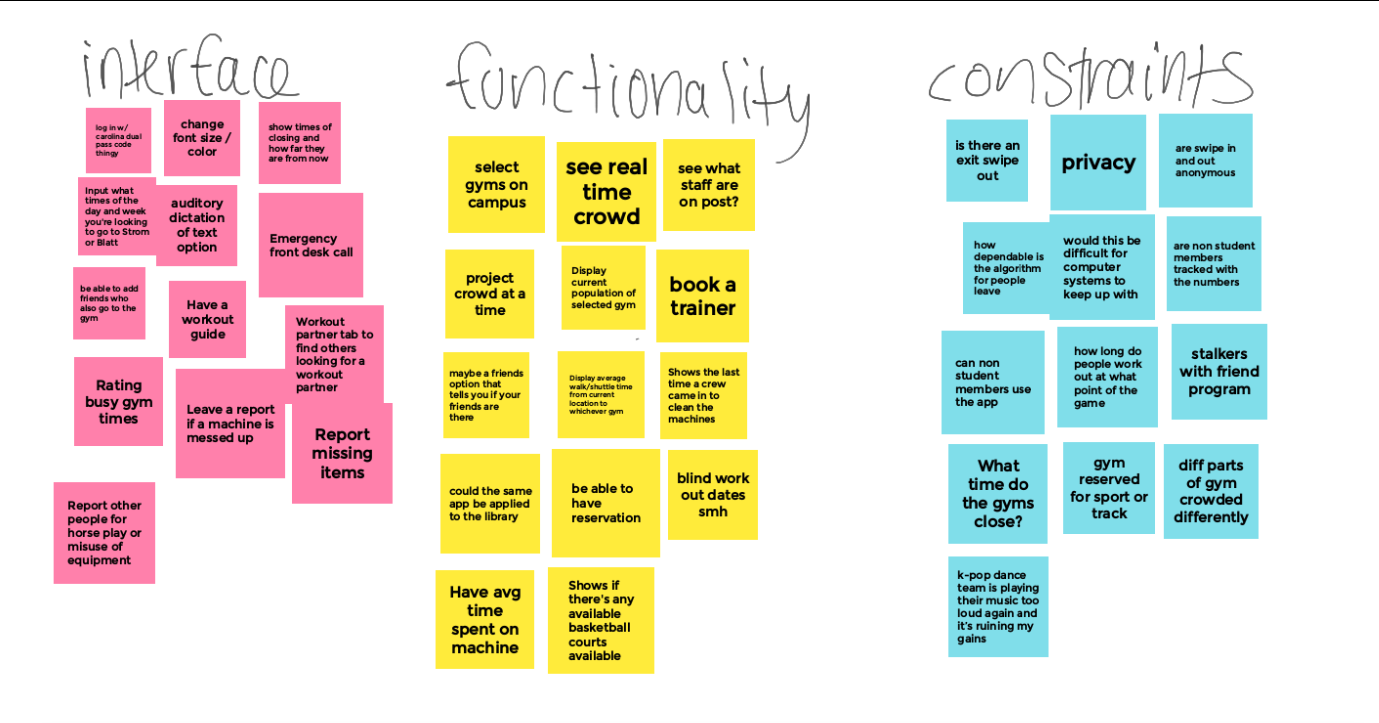 interface
log in w/
carolina dual
pass code
thingy
change
font size /
color
show times of
closing and
how far they
are from now
Input what
times of the
day and week
you're looking
to go to Strom
or Blatt
auditory
dictation
of text
option
Emergency
front desk call
be able to add
friends who
also go to the
gym
Have a
workout
guide
Workout
partner tab to
find others
looking for a
workout
partner
Rating
busy gym
times
Leave a report
if a machine is
messed up
Report
missing
items
Report other
people for
horse play or
misuse of
equipment
functionality
select
gyms on
campus
see real
time
crowd
see what
staff are
on post?
project
crowd at a
time
Display
current
population of
selected gym
book a
trainer
maybe a friends
option that
tells you if your
friends are
there
Display average
walk/shuttle time
from current
location to
whichever gym
Shows the last
time a crew
came in to
clean the
machines
could the same
app be applied
to the library
be able to
have
reservation
blind work
out dates
smh
Have avg
time
spent on
machine
Shows if
there's any
available
basketball
courts
available
constraints
is there an
exit swipe
out
privacy
are swipe in
and out
anonymous
how
dependable is
the algorithm
for people
leave
would this be
difficult for
computer
systems to
keep up with
are non student
members
tracked with
the numbers
can non
student
members use
the app
how long do
people work
out at what
point of the
game
stalkers
with friend
program
What
time do
the gyms
close?
gym
reserved
for sport or
track
diff parts
of gym
crowded
differently
k-pop dance
team is playing
their music too
loud again and
it's ruining my
gains